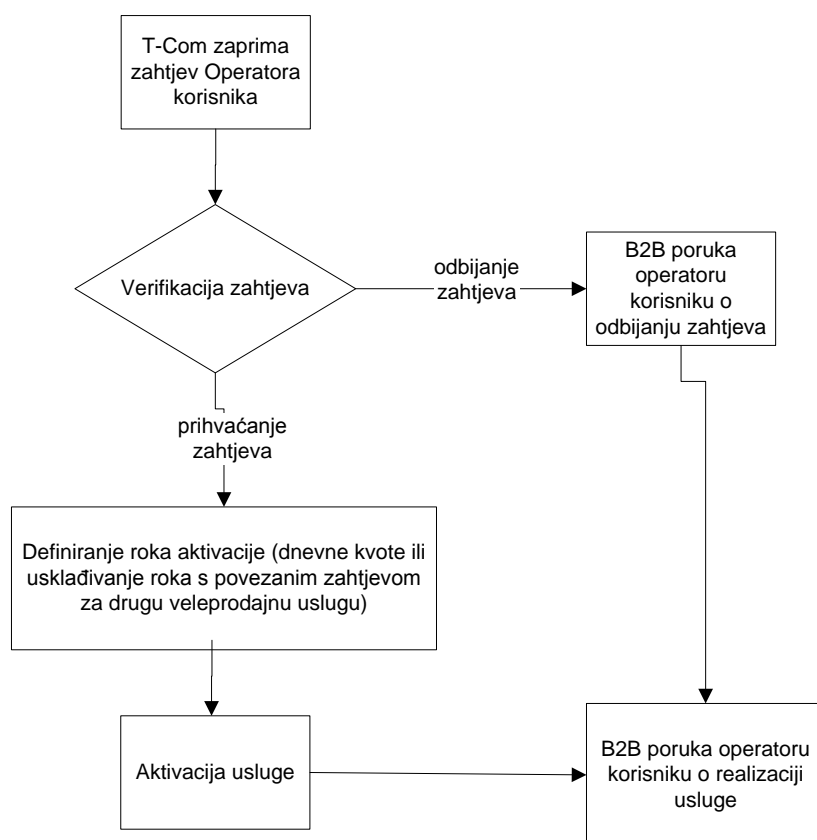 T-Com zaprima
zahtjev Operatora
korisnika
Verifikacija zahtjeva
odbijanje
zahtjeva
B2B poruka
operatoru
korisniku o
odbijanju zahtjeva
prihvaćanje
zahtjeva
Definiranje roka aktivacije (dnevne kvote ili
usklađivanje roka s povezanim zahtjevom
za drugu veleprodajnu uslugu)
Aktivacija usluge
B2B poruka operatoru
korisniku o realizaciji
usluge